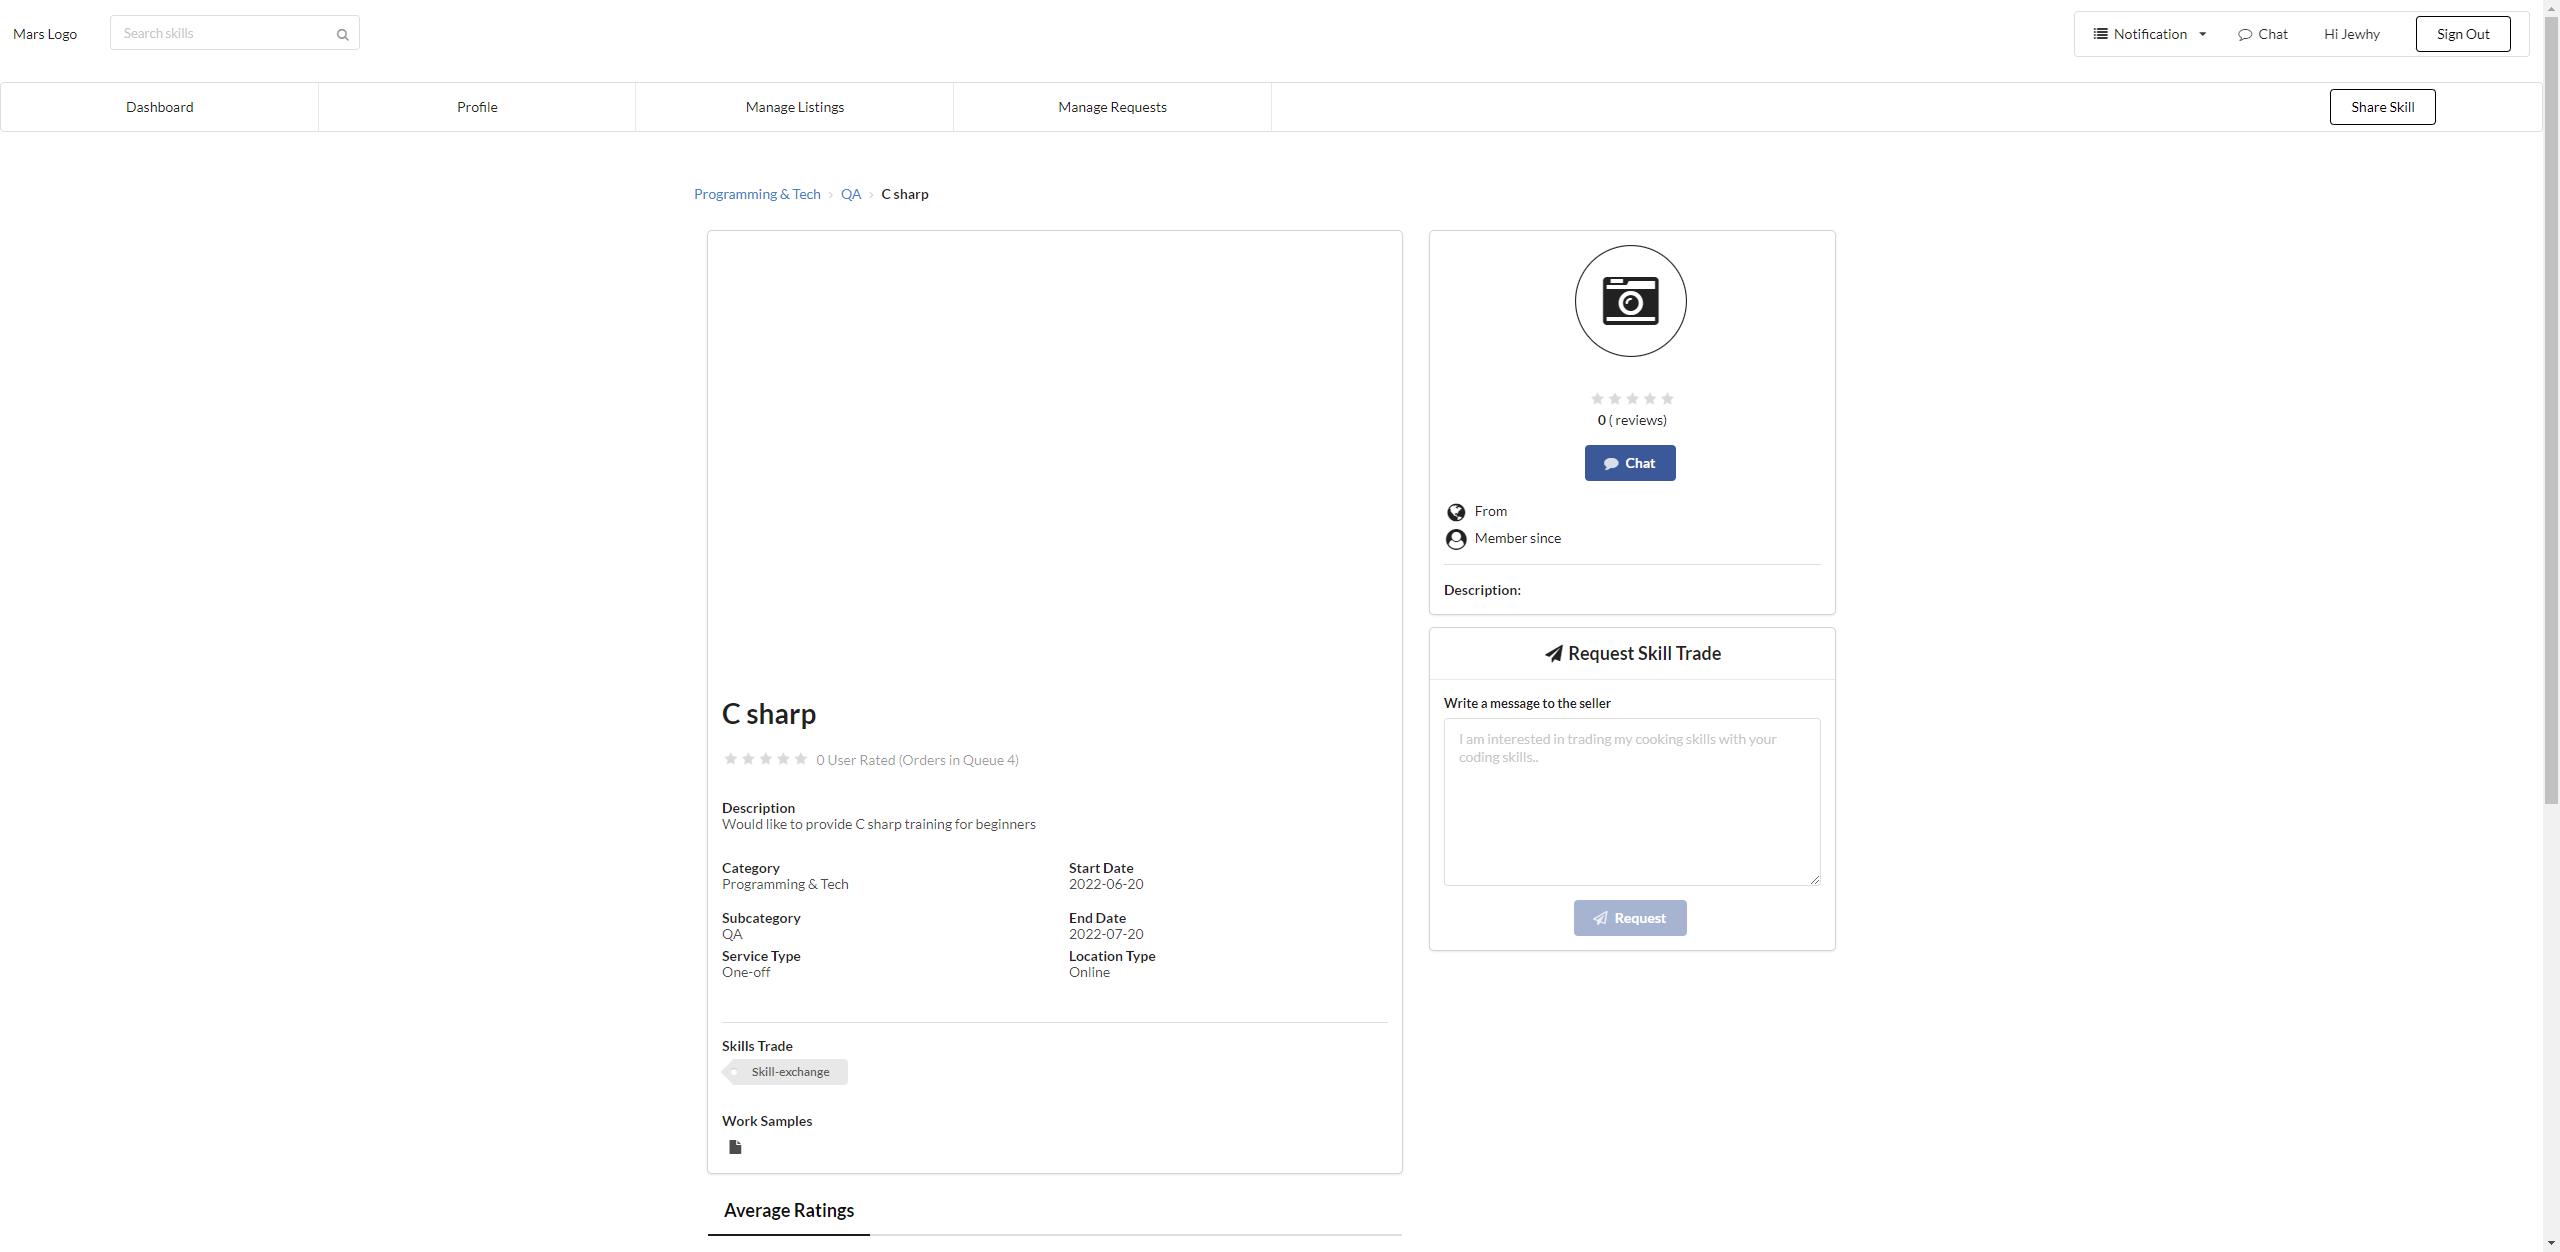 Mars Logo
Search skills
Notification
Chat
Hi Jewhy
Sign Out
Dashboard
Profile
Manage Listings
Manage Requests
Share Skill
Programming & Tech › QA › C sharp
C sharp
0 User Rated (Orders in Queue 4)
Description
Would like to provide C sharp training for beginners
Category
Programming & Tech
Start Date
2022-06-20
Subcategory
QA
End Date
2022-07-20
Service Type
One-off
Location Type
Online
Skills Trade
Skill-exchange
Work Samples
Average Ratings
0 ( reviews)
Chat
From
Member since
Description:
Request Skill Trade
Write a message to the seller
I am interested in trading my cooking skills with your
coding skills..
Request